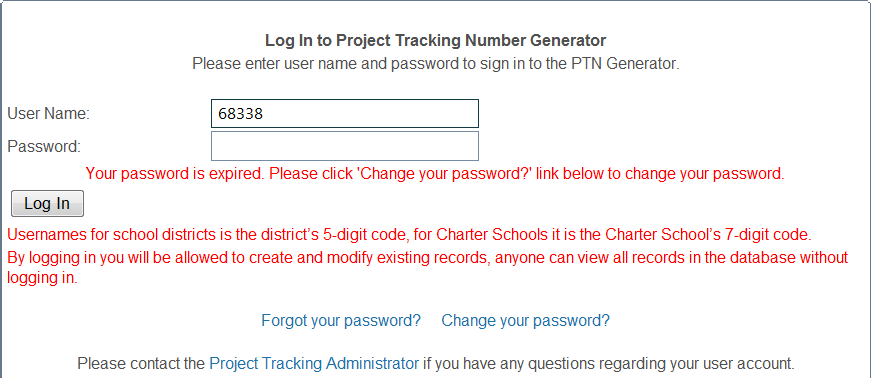 Log In to Project Tracking Number Generator
Please enter user name and password to sign in to the PTN Generator.
User Name: 68338
Password:
Your password is expired. Please click 'Change your password?' link below to change your password.
Log In
Usernames for school districts is the district's 5-digit code, for Charter Schools it is the Charter School's 7-digit code.
By logging in you will be allowed to create and modify existing records, anyone can view all records in the database without
logging in.
Forgot your password? Change your password?
Please contact the Project Tracking Administrator if you have any questions regarding your user account.